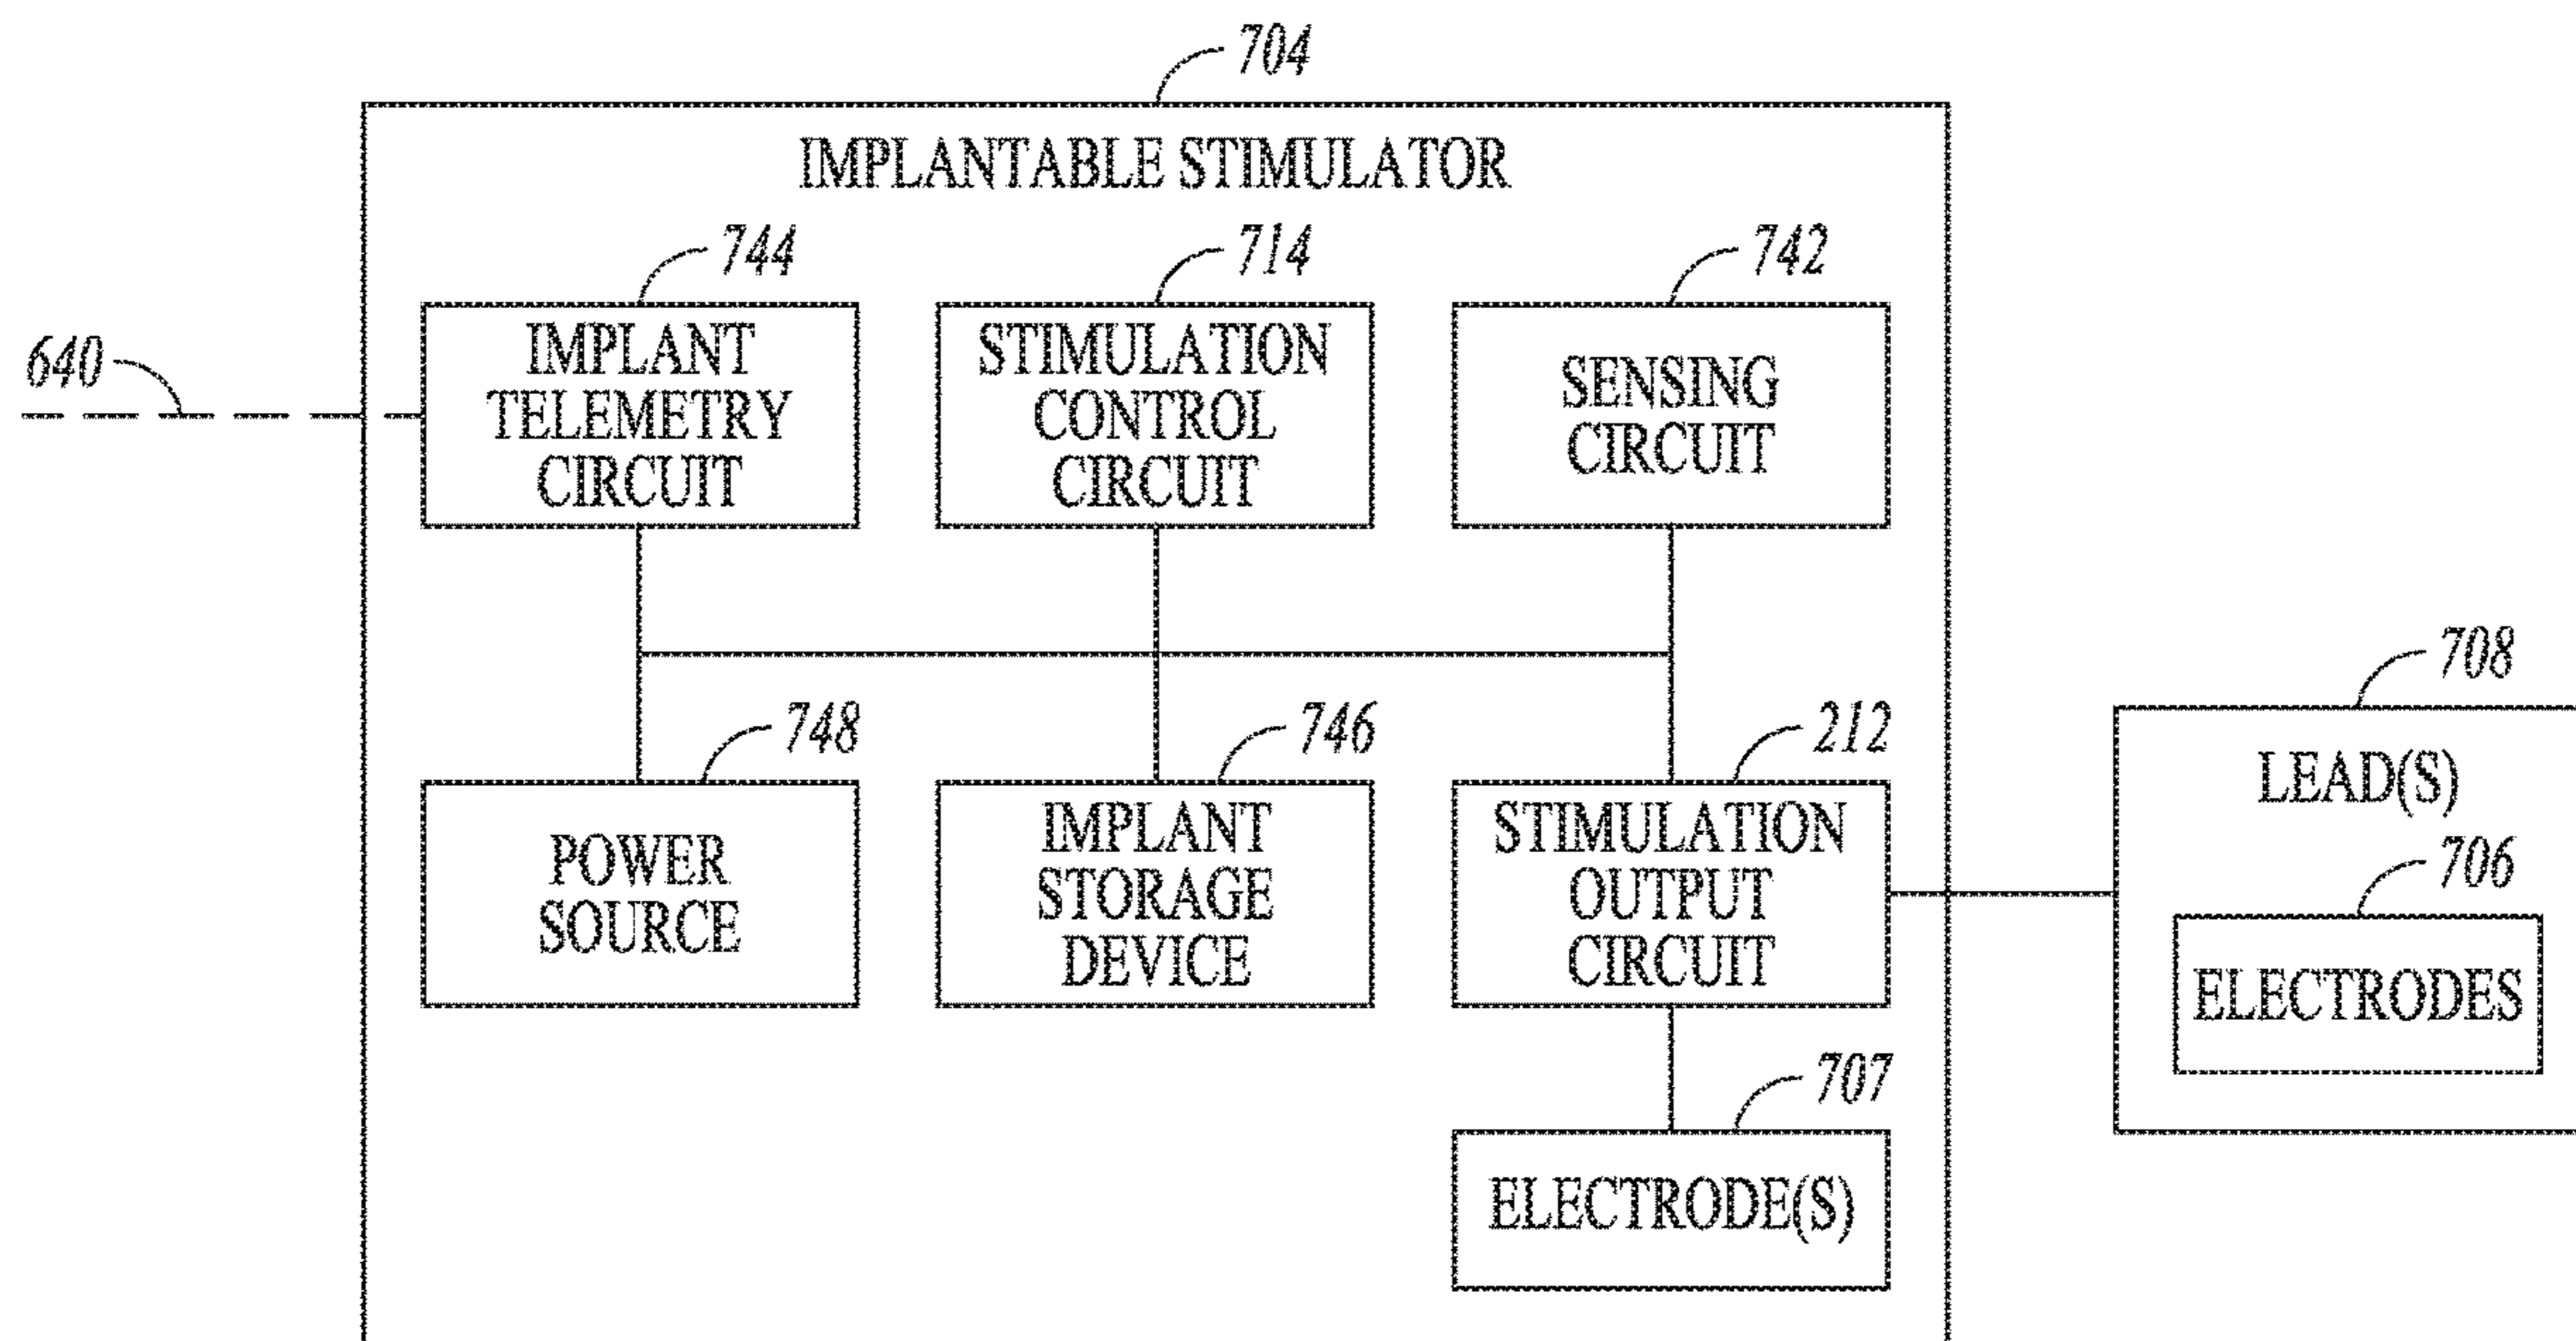 704
IMPLANTABLE STIMULATOR
744
714
742
640
IMPLANT
TELEMETRY
CIRCUIT
STIMULATION
CONTROL
CIRCUIT
SENSING
CIRCUIT
748
746
212
708
POWER
SOURCE
IMPLANT
STORAGE
DEVICE
STIMULATION
OUTPUT
CIRCUIT
LEAD(S)
706
ELECTRODES
707
ELECTRODE(S)